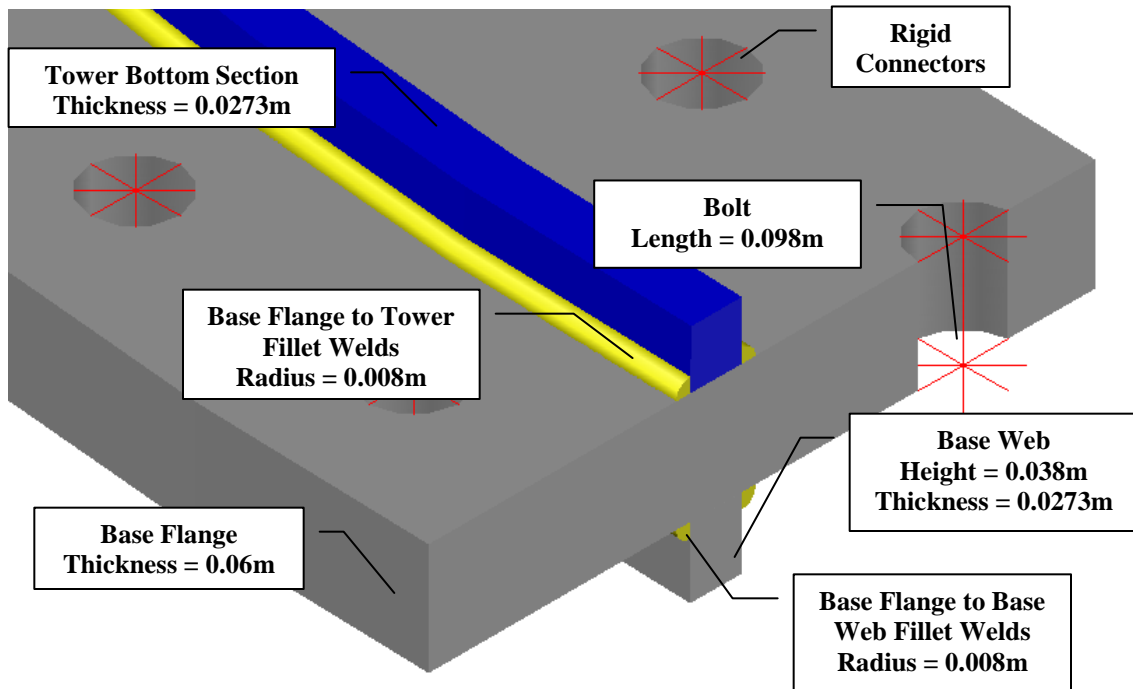 Rigid
Connectors
Tower Bottom Section
Thickness = 0.0273m
Bolt
Length = 0.098m
Base Flange to Tower
Fillet Welds
Radius = 0.008m
Base Web
Height = 0.038m
Thickness = 0.0273m
Base Flange
Thickness = 0.06m
Base Flange to Base
Web Fillet Welds
Radius = 0.008m